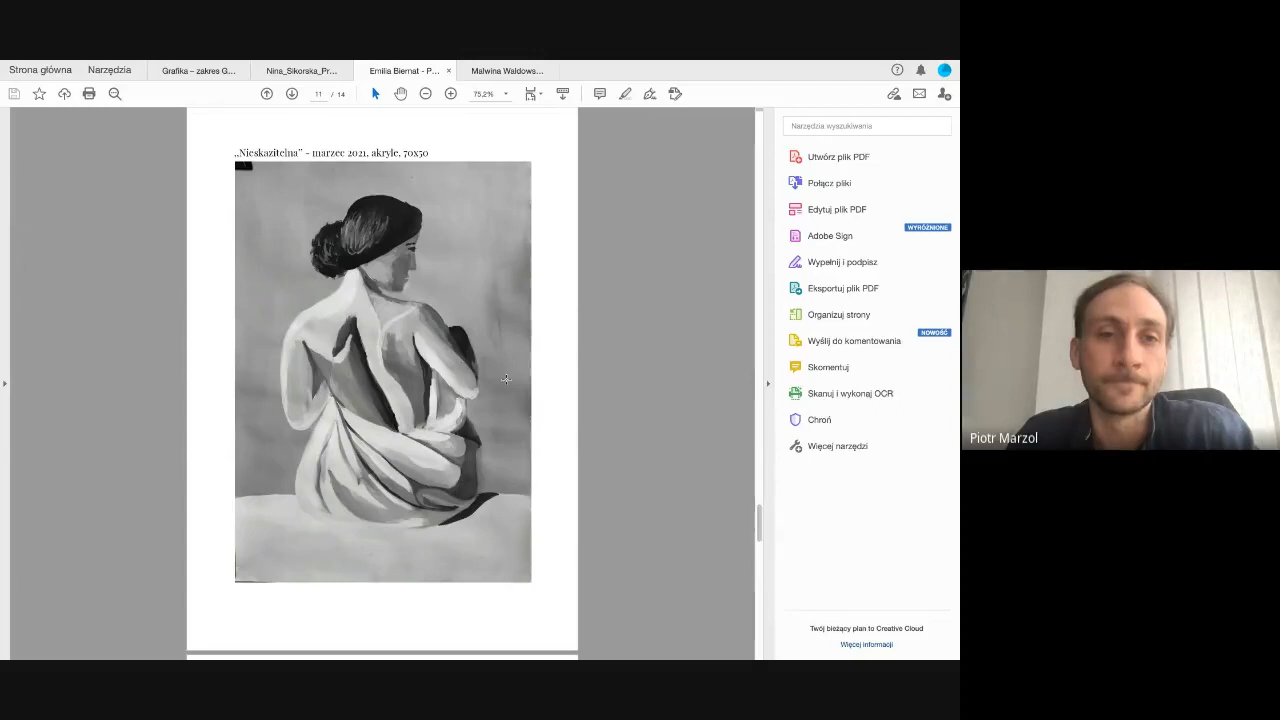 Strona główna
Narzędzia
Grafika – zakres G...
Nina_Sikorska_Pr...
Emilia Biernat - P... ×
Malwina Waldows...
11 / 14
75,2%
„Nieskazitelna” - marzec 2021, akryle, 70x50
Narzędzia wyszukiwania
Utwórz plik PDF
Połącz pliki
Edytuj plik PDF
WYRÓŻNIONE
Adobe Sign
Wypełnij i podpisz
Eksportuj plik PDF
Organizuj strony
NOWOŚĆ
Wyślij do komentowania
Skomentuj
Skanuj i wykonaj OCR
Chroń
Więcej narzędzi
Twój bieżący plan to Creative Cloud
Więcej informacji
Piotr Marzol